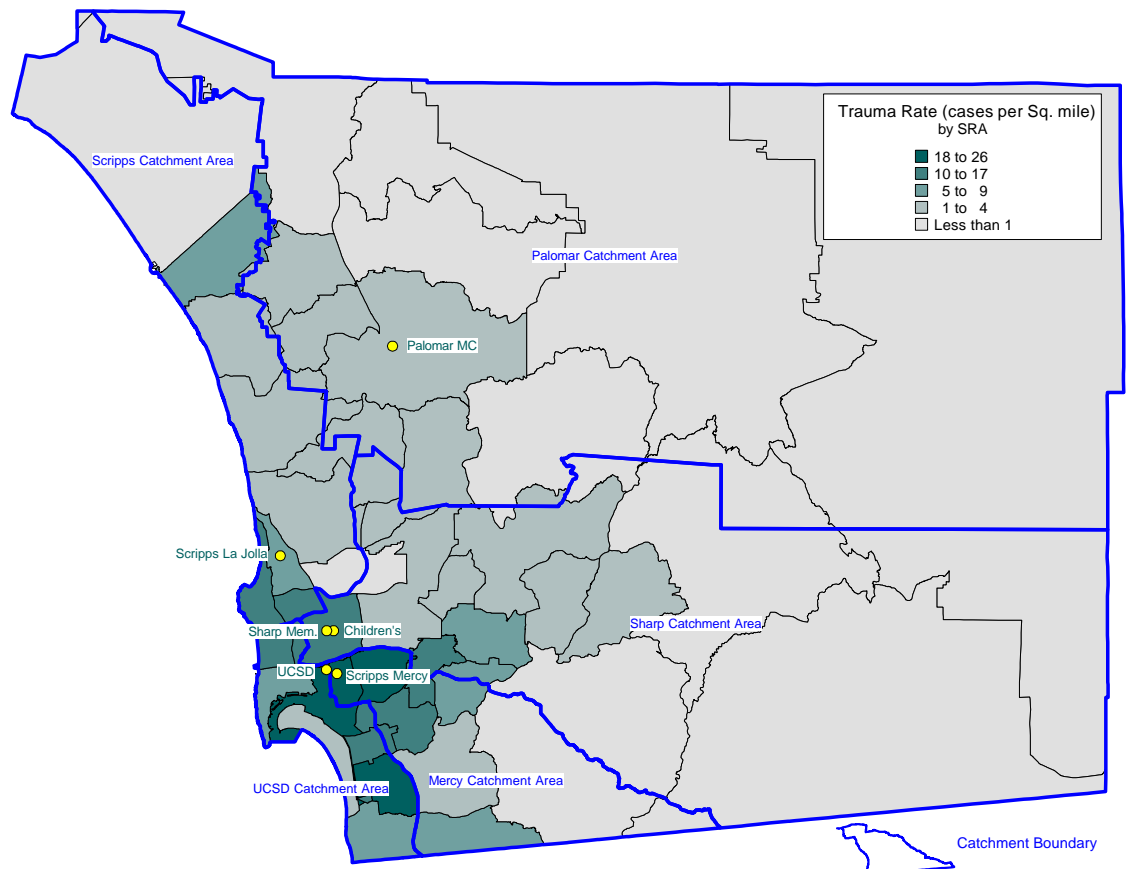 Trauma Rate (cases per Sq. mile)
by SRA
18 to 26
10 to 17
5 to 9
1 to 4
Less than 1
Scripps Catchment Area
Palomar Catchment Area
Palomar MC
Scripps La Jolla
Sharp Mem.
Children's
Sharp Catchment Area
UCSD
Scripps Mercy
Mercy Catchment Area
UCSD Catchment Area
Catchment Boundary